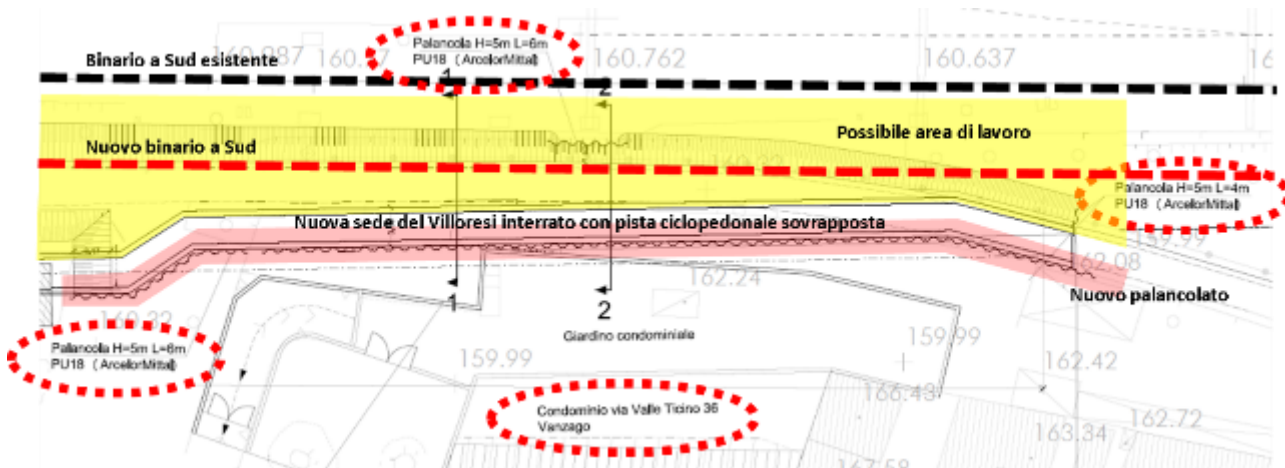 Palancola H=5m L=6m
PU18 (ArcelorMittal)
160.987
160.762
160.637
Binario a Sud esistente
1
2
Possibile area di lavoro
Nuovo binario a Sud
160.32
Palancola H=5m L=4m
PU18 (ArcelorMittal)
Nuova sede del Villoresi interrato con pista ciclopedonale sovrapposta
159.99
162.08
162.24
Nuovo palancolato
1
2
160.32
Giardino condominiale
159.99
Palancola H=5m L=6m
PU18 (ArcelorMittal)
159.99
162.42
166.43
Condominio via Valle Ticino 36
Vanzago
162.72
163.34